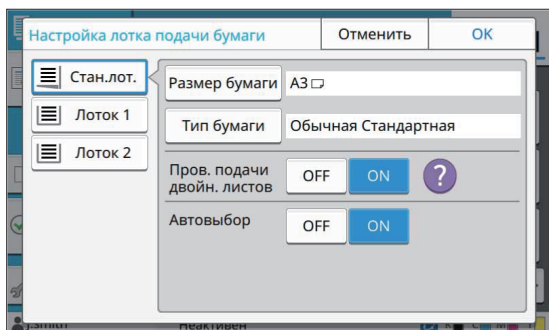 Настройка лотка подачи бумаги
Отменить
OK
Стан.лот.
Размер бумаги
A3
Лоток 1
Тип бумаги
Обычная Стандартная
Лоток 2
Пров. подачи
двойн. листов
OFF
ON
?
Автовыбор
OFF
ON
j.smith
Неактивен
K
C
M
Y